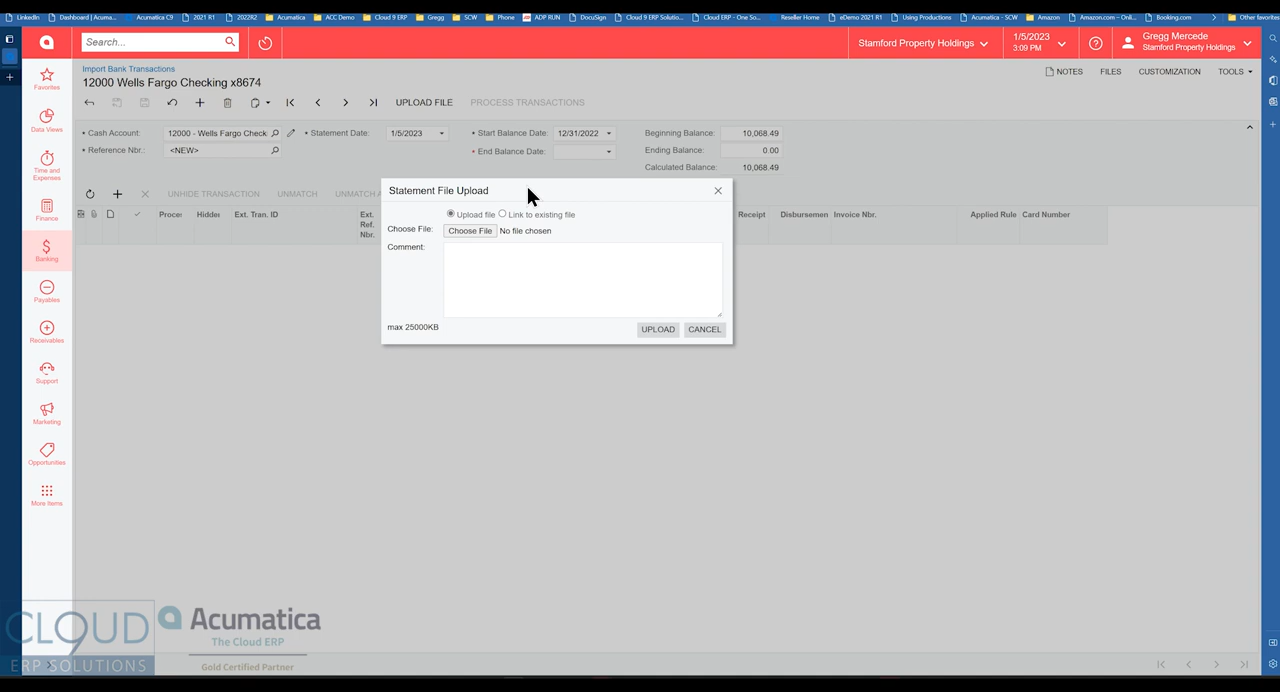 LinkedIn Dashboard | Acuma... Acumatica C9 2021 R1 2022R2 Acumatica ACC Demo Cloud 9 ERP Gregg SCW Phone ADP RUN DocuSign Cloud 9 ERP Solutio... Cloud ERP - One So... Reseller Home eDemo 2021 R1 Using Productions Acumatica - SCW Amazon Amazon.com – Onli... Booking.com Other favorites
Search...
Stamford Property Holdings
1/5/2023
3:09 PM
Gregg Mercede
Stamford Property Holdings
Import Bank Transactions
12000 Wells Fargo Checking x8674
NOTES FILES CUSTOMIZATION TOOLS
UPLOAD FILE PROCESS TRANSACTIONS
• Cash Account: 12000 - Wells Fargo Check • Statement Date: 1/5/2023 • Start Balance Date: 12/31/2022 Beginning Balance: 10,068.49
• Reference Nbr.: <NEW> • End Balance Date: Ending Balance: 0.00
Calculated Balance: 10,068.49
UNHIDE TRANSACTION UNMATCH UNMATCH A
Proce Hidde Ext. Tran. ID Ext. Ref. Nbr. Receipt Disbursemen Invoice Nbr. Applied Rule Card Number
Statement File Upload
Upload file Link to existing file
Choose File: Choose File No file chosen
Comment:
max 25000KB
UPLOAD CANCEL
Favorites
Data Views
Time and Expenses
Finance
Banking
Payables
Receivables
Support
Marketing
Opportunities
More Items
CLOUD 9
ERP SOLUTIONS
Acumatica
The Cloud ERP
Gold Certified Partner